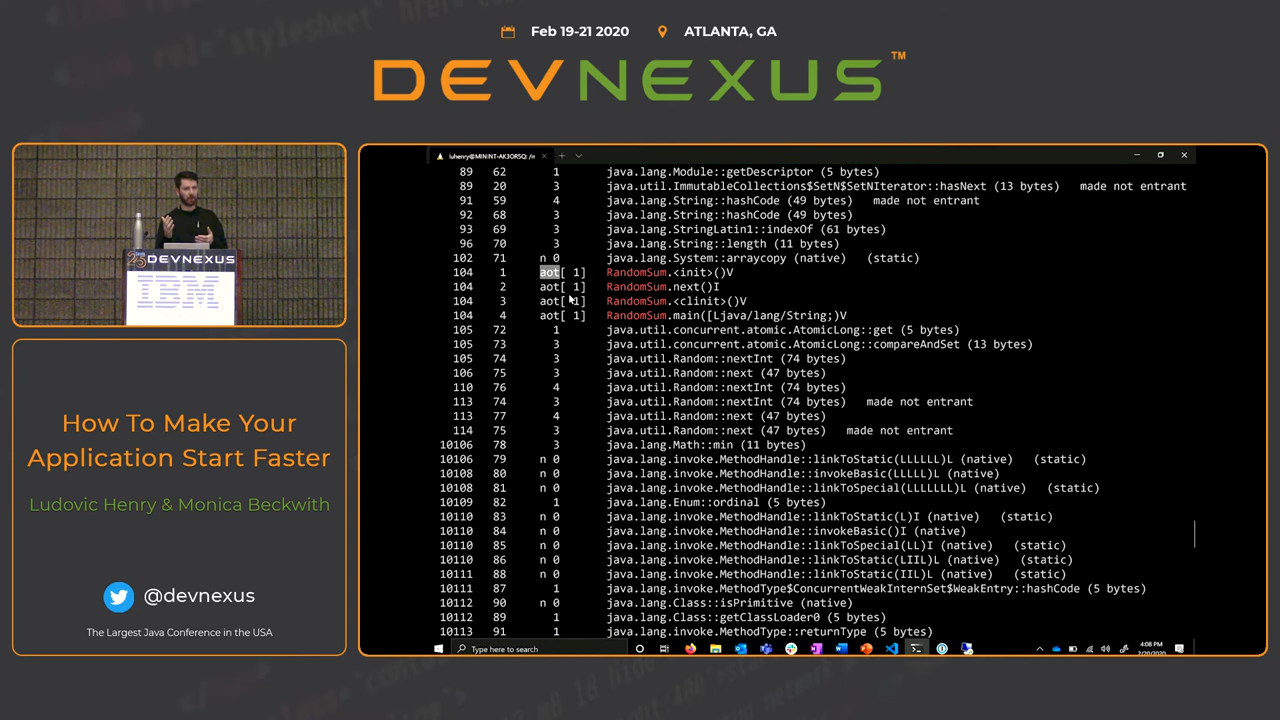 Feb 19-21 2020 ATLANTA, GA
DEVNEXUS™
DEVNEXUS
How To Make Your
Application Start Faster
Ludovic Henry & Monica Beckwith
@devnexus
The Largest Java Conference in the USA
89 62 1 java.lang.Module::getDescriptor (5 bytes)
89 20 3 java.util.ImmutableCollections$SetN$SetNIterator::hasNext (13 bytes) made not entrant
91 59 4 java.lang.String::hashCode (49 bytes) made not entrant
92 68 3 java.lang.String::hashCode (49 bytes)
93 69 3 java.lang.StringLatin1::indexOf (61 bytes)
96 70 3 java.lang.String::length (11 bytes)
102 71 n 0 java.lang.System::arraycopy (native) (static)
104 1 aot[ 1] RandomSum.<init>()V
104 2 aot[ 1] RandomSum.next()I
104 3 aot[ 1] RandomSum.<clinit>()V
104 4 aot[ 1] RandomSum.main([Ljava/lang/String;)V
105 72 1 java.util.concurrent.atomic.AtomicLong::get (5 bytes)
105 73 3 java.util.concurrent.atomic.AtomicLong::compareAndSet (13 bytes)
105 74 3 java.util.Random::nextInt (74 bytes)
106 75 3 java.util.Random::next (47 bytes)
110 76 4 java.util.Random::nextInt (74 bytes)
113 74 3 java.util.Random::nextInt (74 bytes) made not entrant
113 77 4 java.util.Random::next (47 bytes)
114 75 3 java.util.Random::next (47 bytes) made not entrant
10106 78 3 java.lang.Math::min (11 bytes)
10106 79 n 0 java.lang.invoke.MethodHandle::linkToStatic(LLLLLL)L (native) (static)
10108 80 n 0 java.lang.invoke.MethodHandle::invokeBasic(LLLLL)L (native)
10108 81 n 0 java.lang.invoke.MethodHandle::linkToSpecial(LLLLLLL)L (native) (static)
10109 82 1 java.lang.Enum::ordinal (5 bytes)
10110 83 n 0 java.lang.invoke.MethodHandle::linkToStatic(L)I (native) (static)
10110 84 n 0 java.lang.invoke.MethodHandle::invokeBasic()I (native)
10110 85 n 0 java.lang.invoke.MethodHandle::linkToSpecial(LL)I (native) (static)
10110 86 n 0 java.lang.invoke.MethodHandle::linkToStatic(LIIL)L (native) (static)
10111 88 n 0 java.lang.invoke.MethodHandle::linkToStatic(IIL)L (native) (static)
10111 87 1 java.lang.invoke.MethodType$ConcurrentWeakInternSet$WeakEntry::hashCode (5 bytes)
10112 90 n 0 java.lang.Class::isPrimitive (native)
10112 89 1 java.lang.Class::getClassLoader0 (5 bytes)
10113 91 1 java.lang.invoke.MethodType::returnType (5 bytes)
Type here to search
4:06 PM